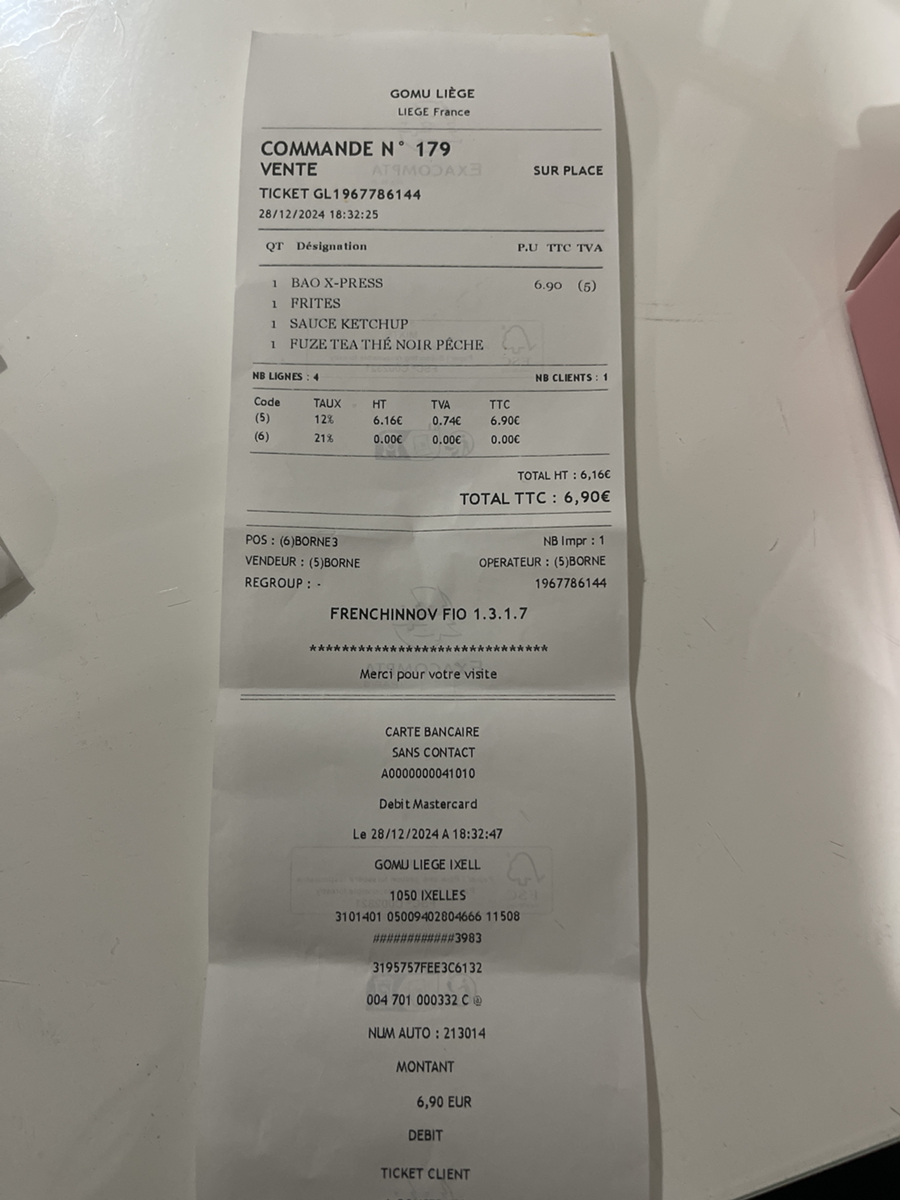 GOMU LIÈGE
LIEGE France
COMMANDE N° 179
VENTE SUR PLACE
TICKET GL1967786144
28/12/2024 18:32:25
QT Désignation P.U TTC TVA
1 BAO X-PRESS 6.90 (5)
1 FRITES
1 SAUCE KETCHUP
1 FUZE TEA THÉ NOIR PÊCHE
NB LIGNES : 4 NB CLIENTS : 1
Code TAUX HT TVA TTC
(5) 12% 6.16€ 0.74€ 6.90€
(6) 21% 0.00€ 0.00€ 0.00€
TOTAL HT : 6,16€
TOTAL TTC : 6,90€
POS : (6)BORNE3 NB Impr : 1
VENDEUR : (5)BORNE OPERATEUR : (5)BORNE
REGROUP : - 1967786144
FRENCHINNOV FIO 1.3.1.7
*****************************
Merci pour votre visite
CARTE BANCAIRE
SANS CONTACT
A0000000041010
Debit Mastercard
Le 28/12/2024 A 18:32:47
GOMU LIEGE IXELL
1050 IXELLES
3101401 05009402804666 11508
############3983
3195757FEE3C6132
004 701 000332 C @
NUM AUTO : 213014
MONTANT
6,90 EUR
DEBIT
TICKET CLIENT